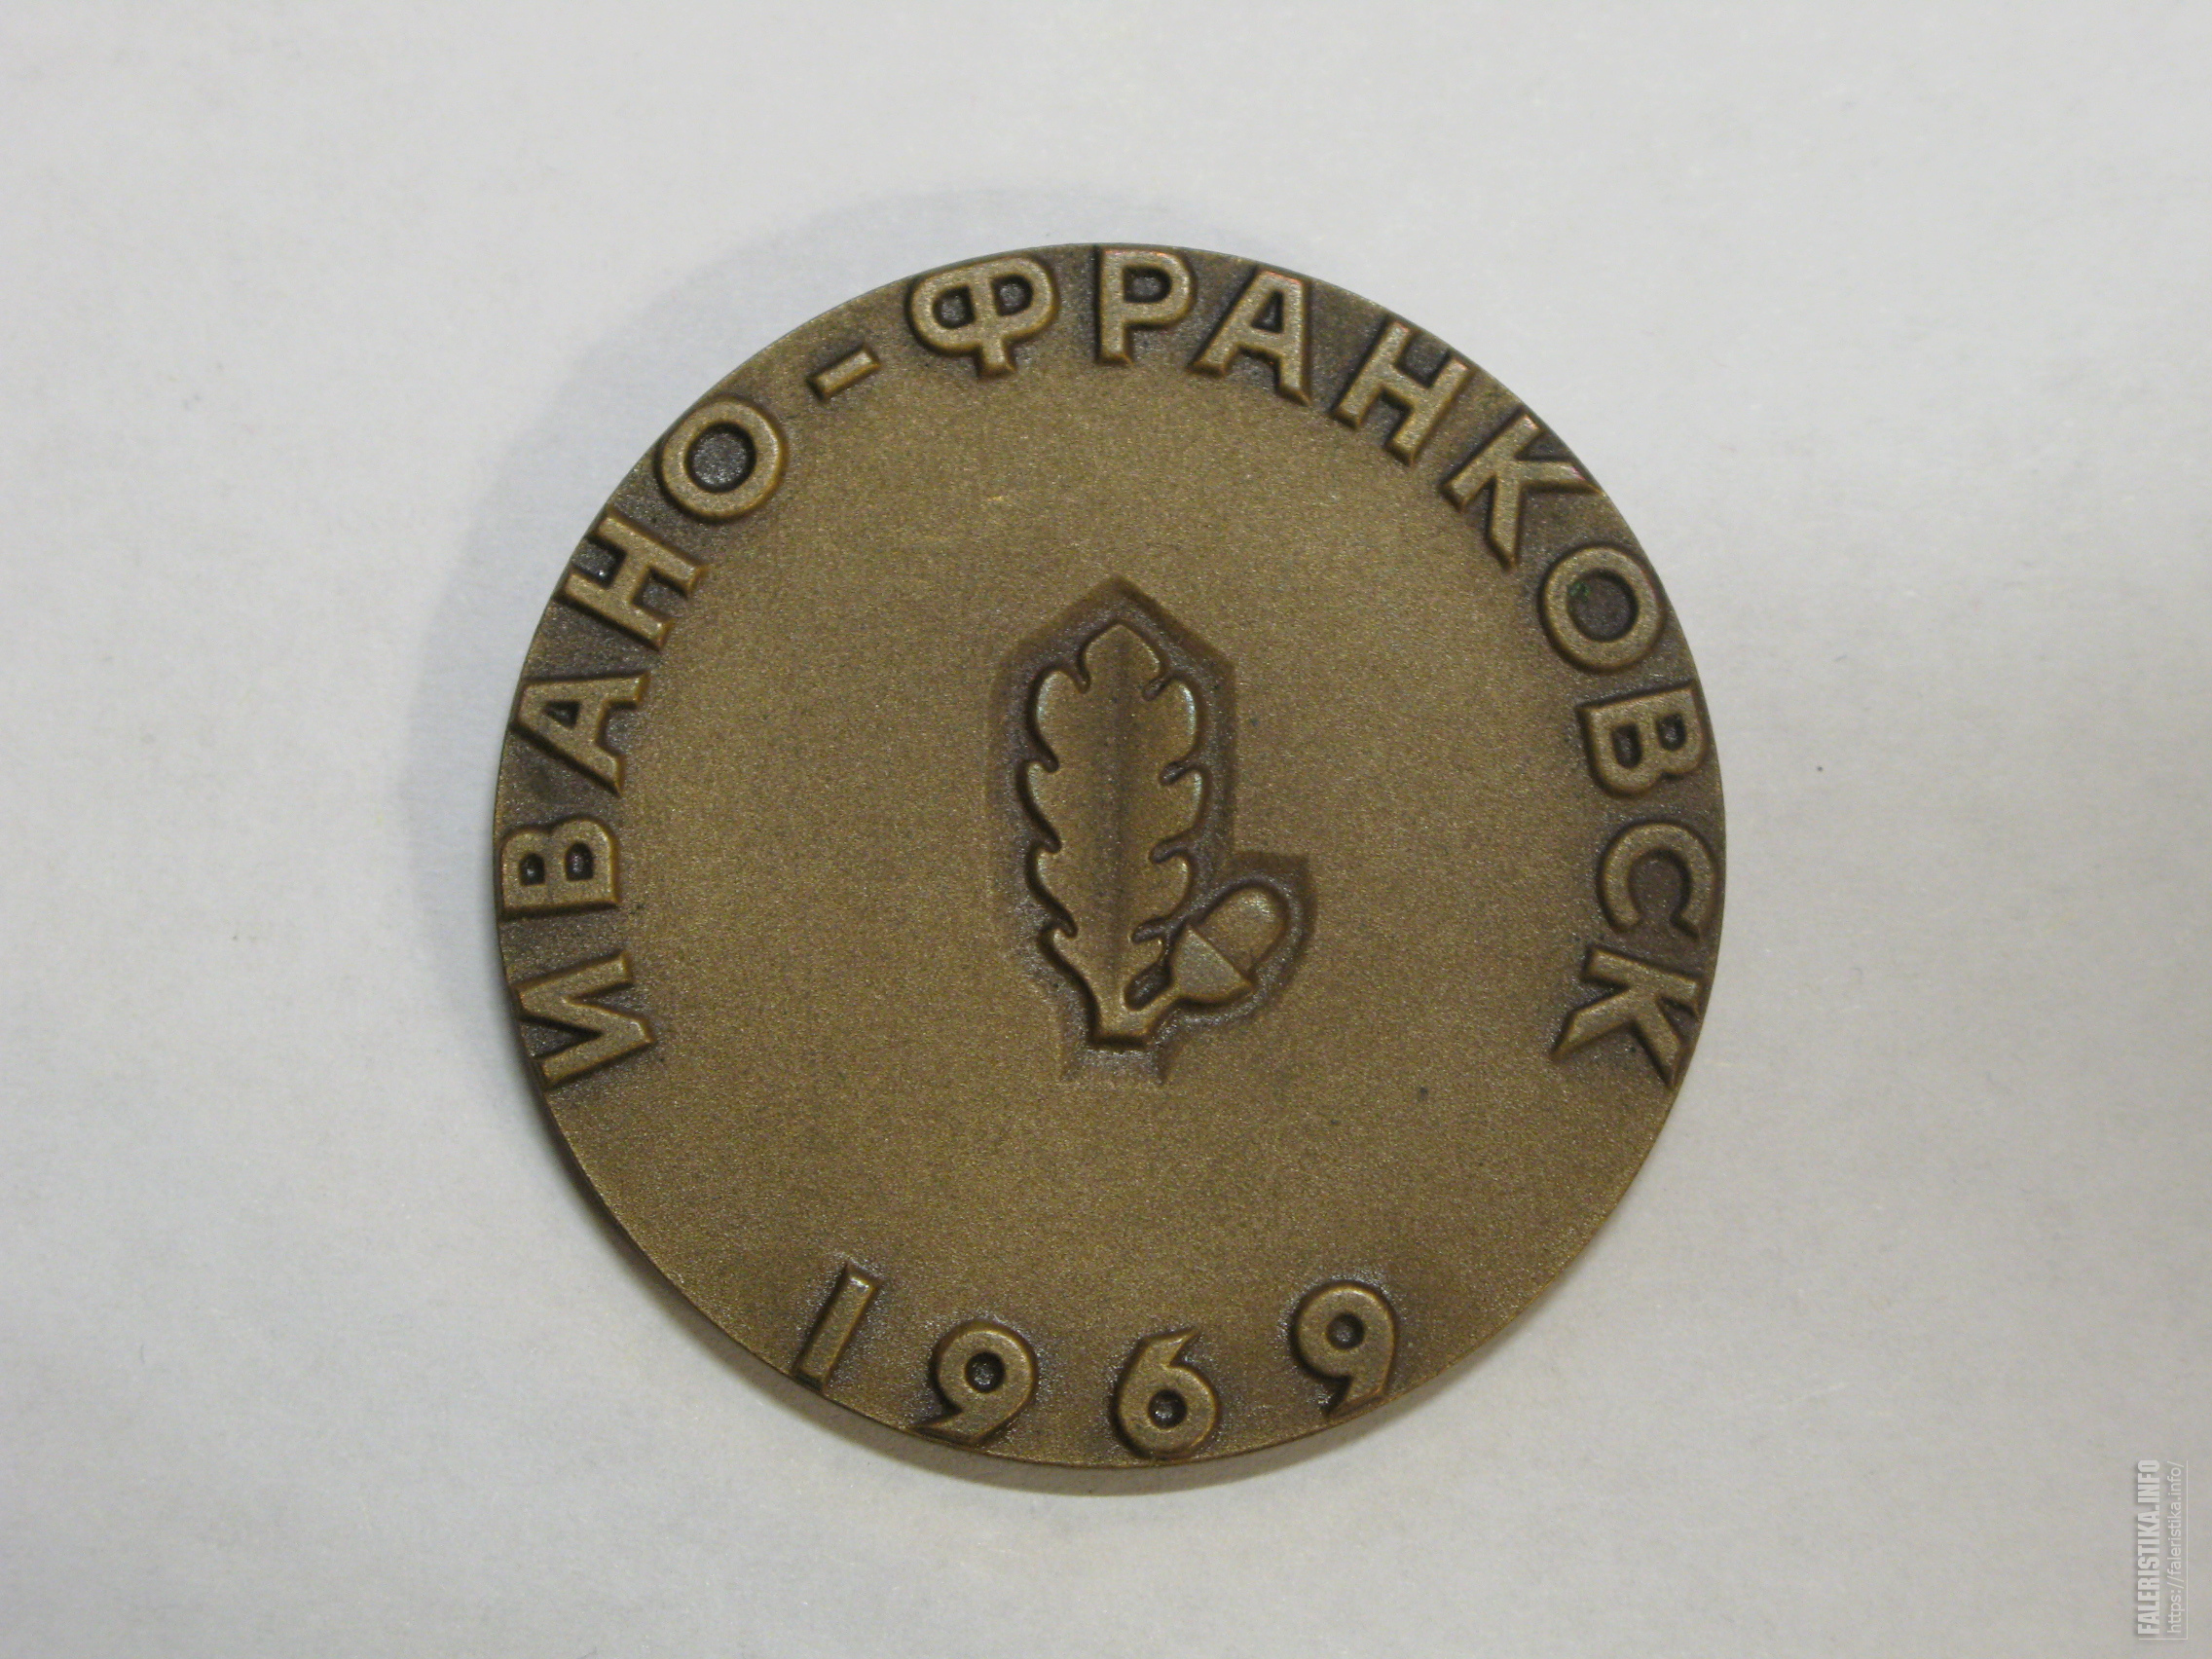 ИВАНО-ФРАНКОВСК
1969
FALERISTIKA.INFO
https://faleristika.info/